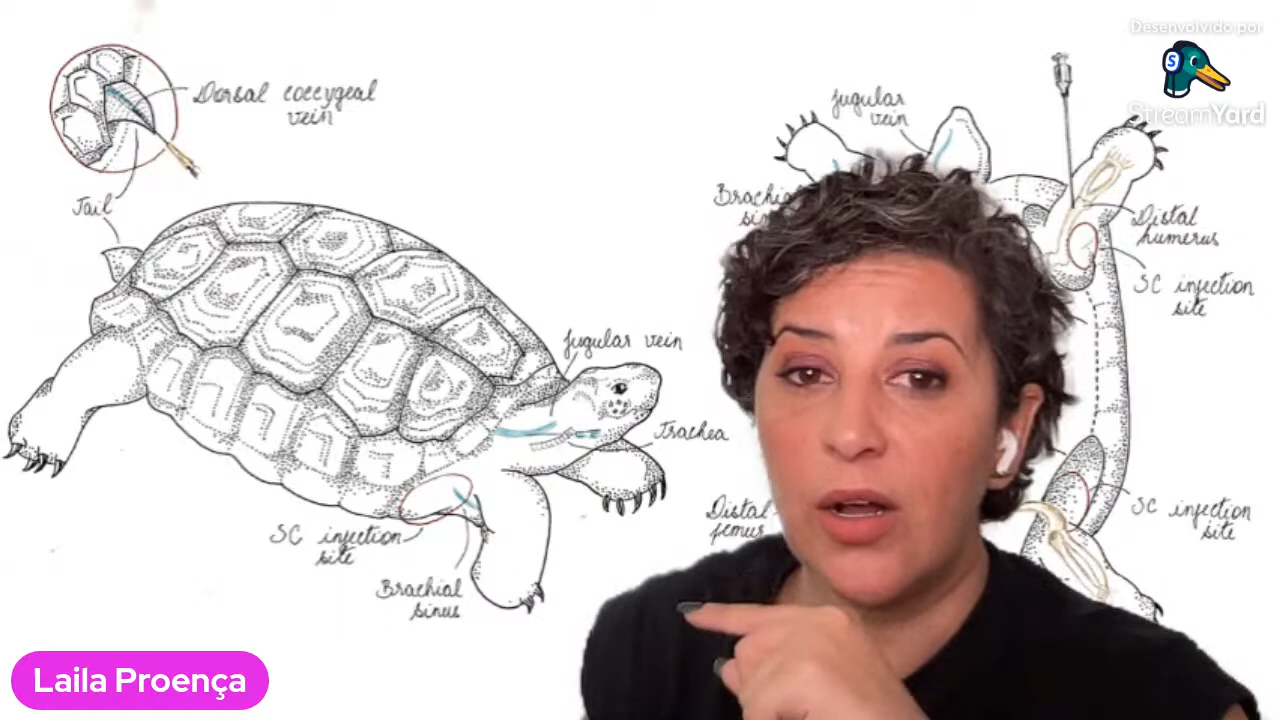 Desenvolvido por
StreamYard
Dorsal coccygeal
vein
Tail
jugular
vein
Distal
humerus
SC injection
site
jugular vein
Trachea
SC injection
site
Brachial
sinus
Distal
femur
SC injection
site
Laila Proença